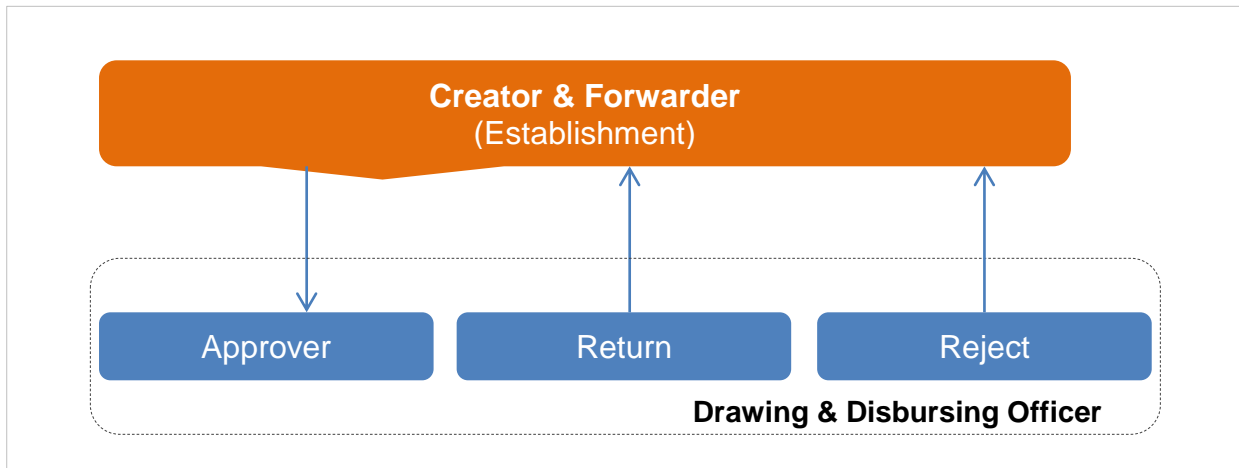 Creator & Forwarder
(Establishment)
Approver
Return
Reject
Drawing & Disbursing Officer